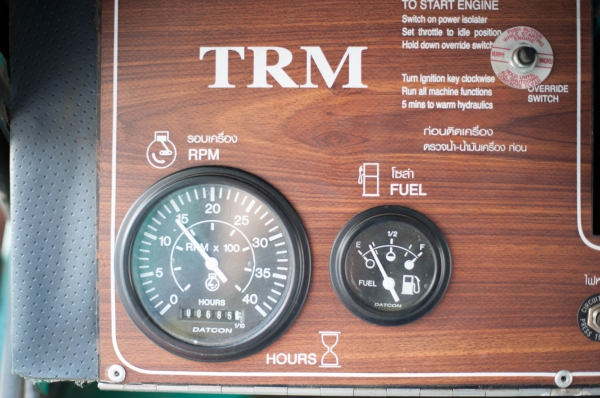 TO START ENGINE
Switch on power isolater
Set throttle to idle position
Hold down override switch
TRM
Turn Ignition key clockwise
Run all machine functions
5 mins to warm hydraulics
OVERRIDE
SWITCH
ก่อนติดเครื่อง
ตรวจน้ำ-น้ำมันเครื่อง ก่อน
รอบเครื่อง
RPM
โซล่า
FUEL
0 5 10 15 20 25 30 35 40
RPM x 100
HOURS
1/10
DATCON
E 1/2 F
FUEL
DATCON
HOURS